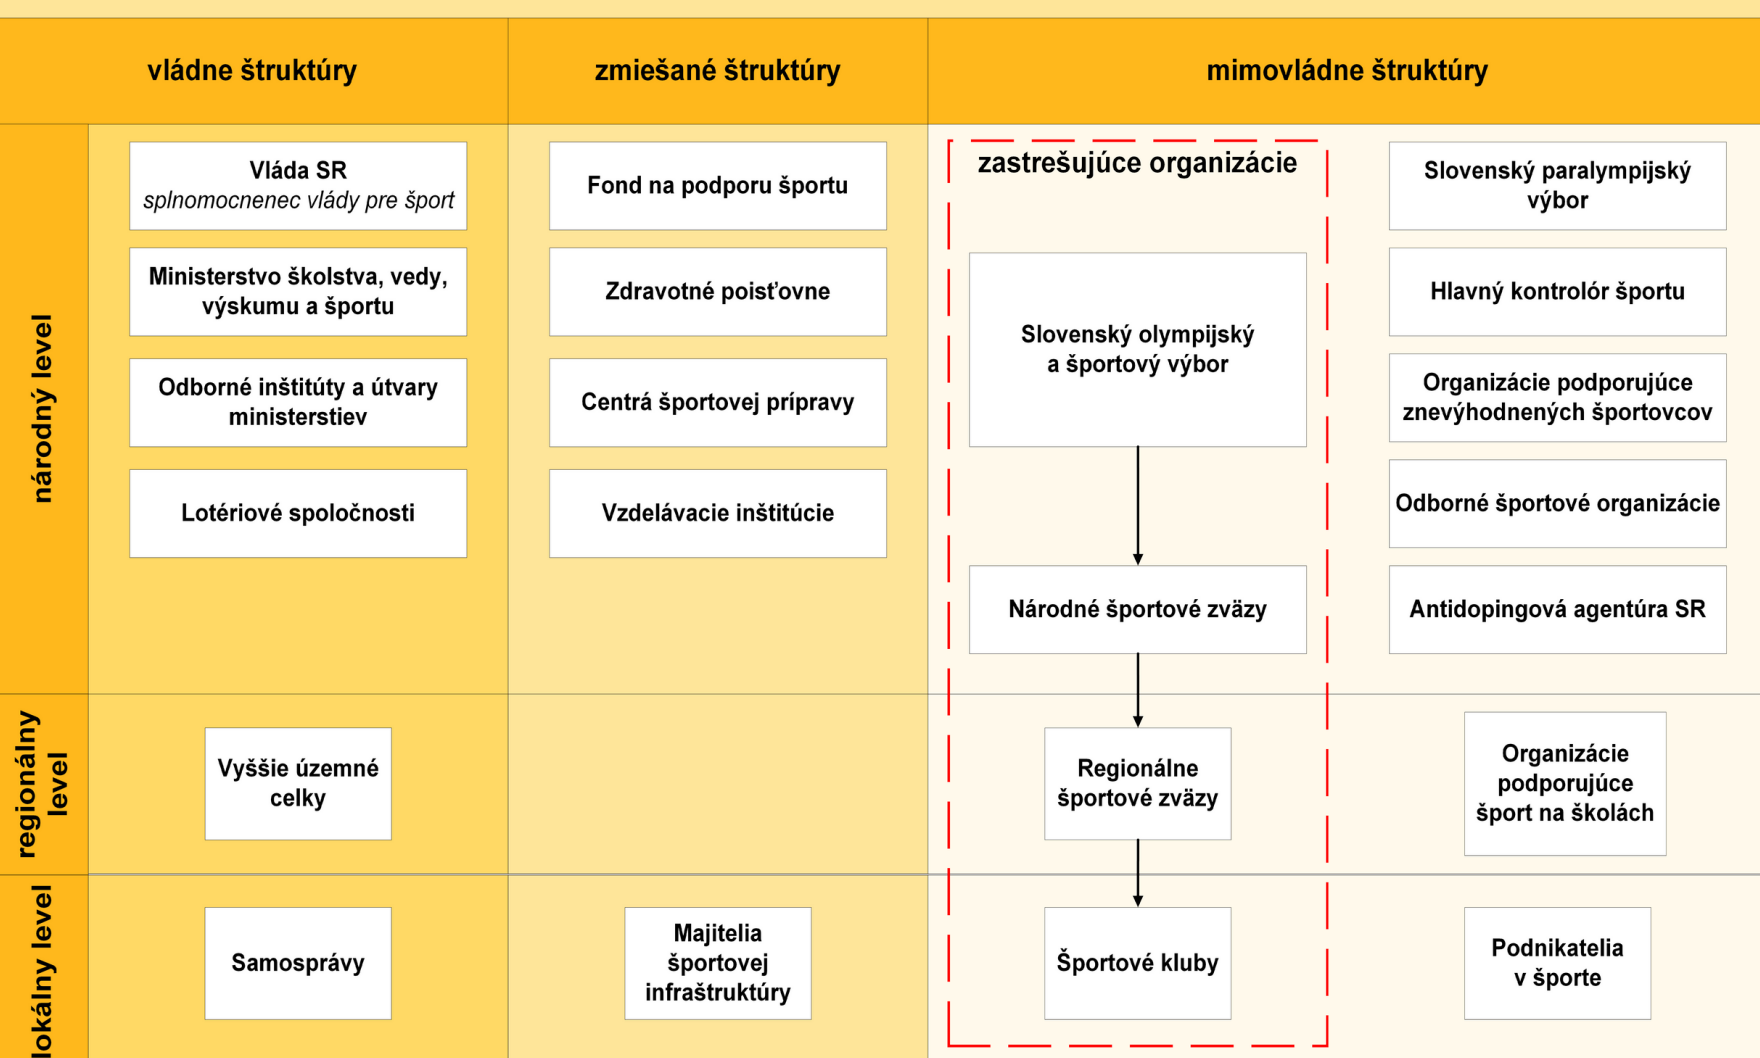 vládne štruktúry
zmiešané štruktúry
mimovládne štruktúry
národný level
Vláda SR
splnomocnenec vlády pre šport
Ministerstvo školstva, vedy,
výskumu a športu
Odborné inštitúty a útvary
ministerstiev
Lotériové spoločnosti
Fond na podporu športu
Zdravotné poisťovne
Centrá športovej prípravy
Vzdelávacie inštitúcie
zastrešujúce organizácie
Slovenský olympijský
a športový výbor
Národné športové zväzy
Slovenský paralympijský
výbor
Hlavný kontrolór športu
Organizácie podporujúce
znevýhodnených športovcov
Odborné športové organizácie
Antidopingová agentúra SR
regionálny
level
Vyššie územné
celky
Regionálne
športové zväzy
Organizácie
podporujúce
šport na školách
lokálny level
Samosprávy
Majitelia
športovej
infraštruktúry
Športové kluby
Podnikatelia
v športe